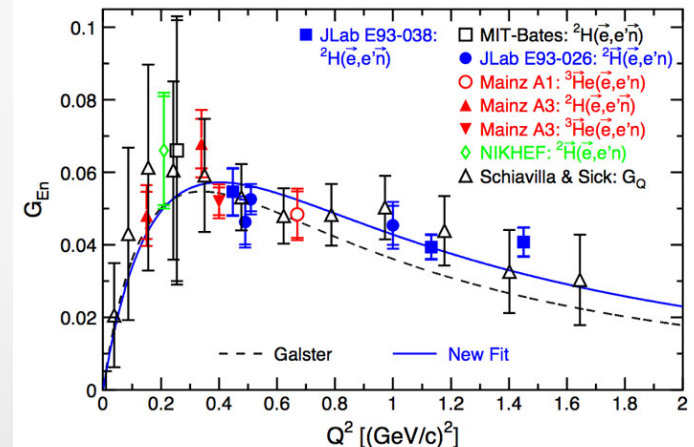 JLab E93-038:
²H(e⃗,e'n⃗)
MIT-Bates: ²H(e⃗,e'n⃗)
JLab E93-026: ²H⃗(e⃗,e'n)
Mainz A1: ³H⃗e(e⃗,e'n)
Mainz A3: ²H(e⃗,e'n⃗)
Mainz A3: ³H⃗e(e⃗,e'n)
NIKHEF: ²H⃗(e⃗,e'n)
Schiavilla & Sick: G_Q
G_En
0.1
0.08
0.06
0.04
0.02
0
Galster
New Fit
0 0.2 0.4 0.6 0.8 1 1.2 1.4 1.6 1.8 2
Q² [(GeV/c)²]